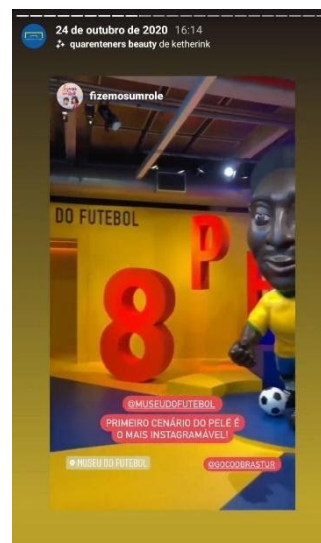 24 de outubro de 2020 16:14
quarenteners beauty de ketherink
fizemosumrole
DO FUTEBOL
8
P
@MUSEUDOFUTEBOL
PRIMEIRO CENÁRIO DO PELÉ É
O MAIS INSTAGRAMÁVEL!
MUSEU DO FUTEBOL
@GOCOOBRASTUR